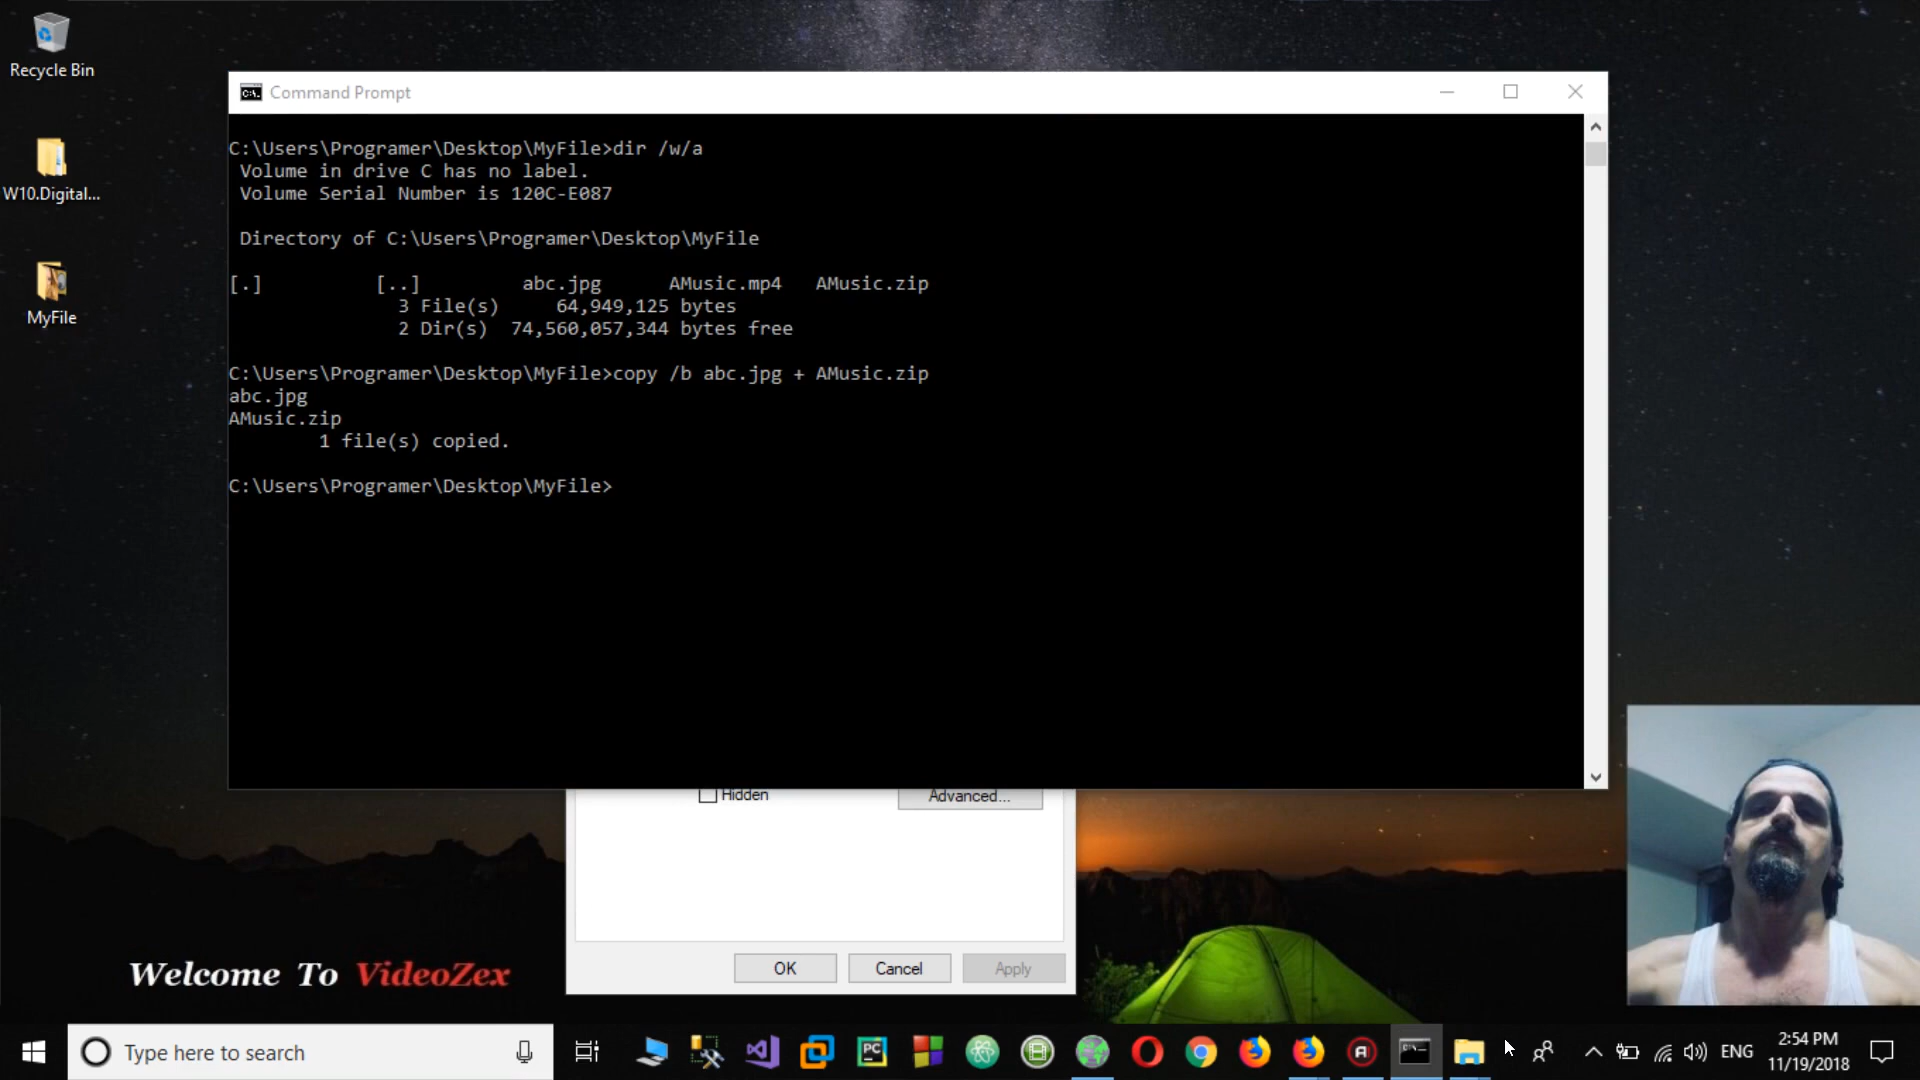 Recycle Bin
W10.Digital...
MyFile
Command Prompt
C:\Users\Programer\Desktop\MyFile>dir /w/a
Volume in drive C has no label.
Volume Serial Number is 120C-E087
Directory of C:\Users\Programer\Desktop\MyFile
[.] [..] abc.jpg AMusic.mp4 AMusic.zip
3 File(s) 64,949,125 bytes
2 Dir(s) 74,560,057,344 bytes free
C:\Users\Programer\Desktop\MyFile>copy /b abc.jpg + AMusic.zip
abc.jpg
AMusic.zip
1 file(s) copied.
C:\Users\Programer\Desktop\MyFile>
Hidden Advanced...
OK Cancel Apply
Welcome To VideoZex
Type here to search
PC
ENG
2:54 PM
11/19/2018